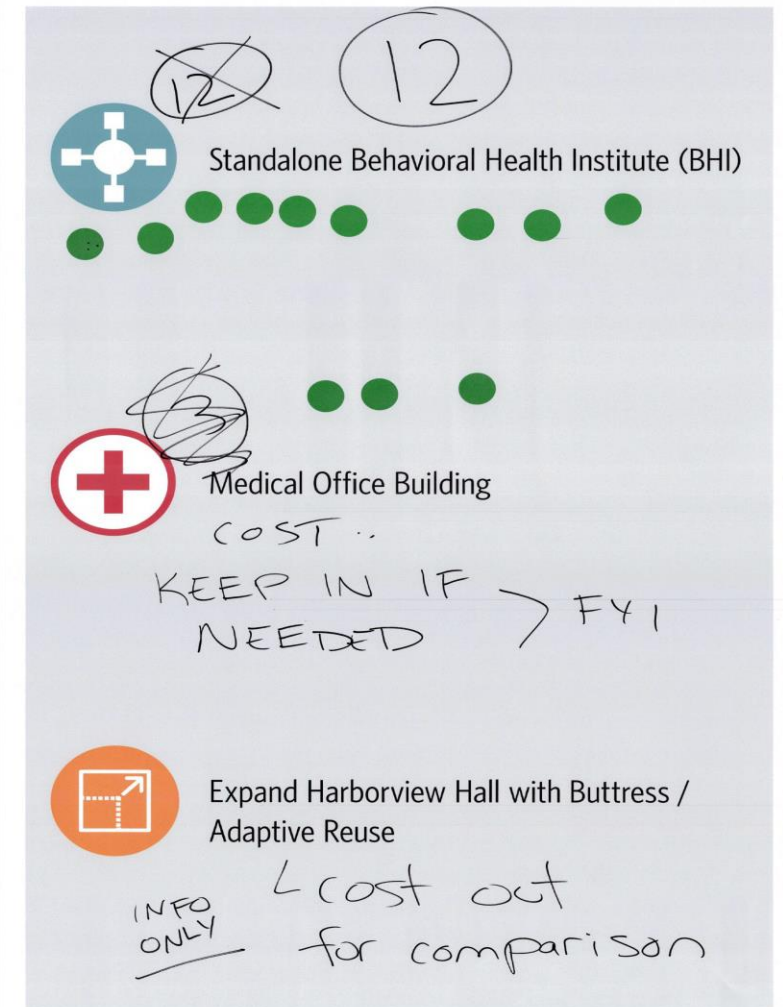 12 12
Standalone Behavioral Health Institute (BHI)
3
Medical Office Building
COST..
KEEP IN IF
NEEDED > FYI
Expand Harborview Hall with Buttress /
Adaptive Reuse
INFO
ONLY
cost out
for comparison